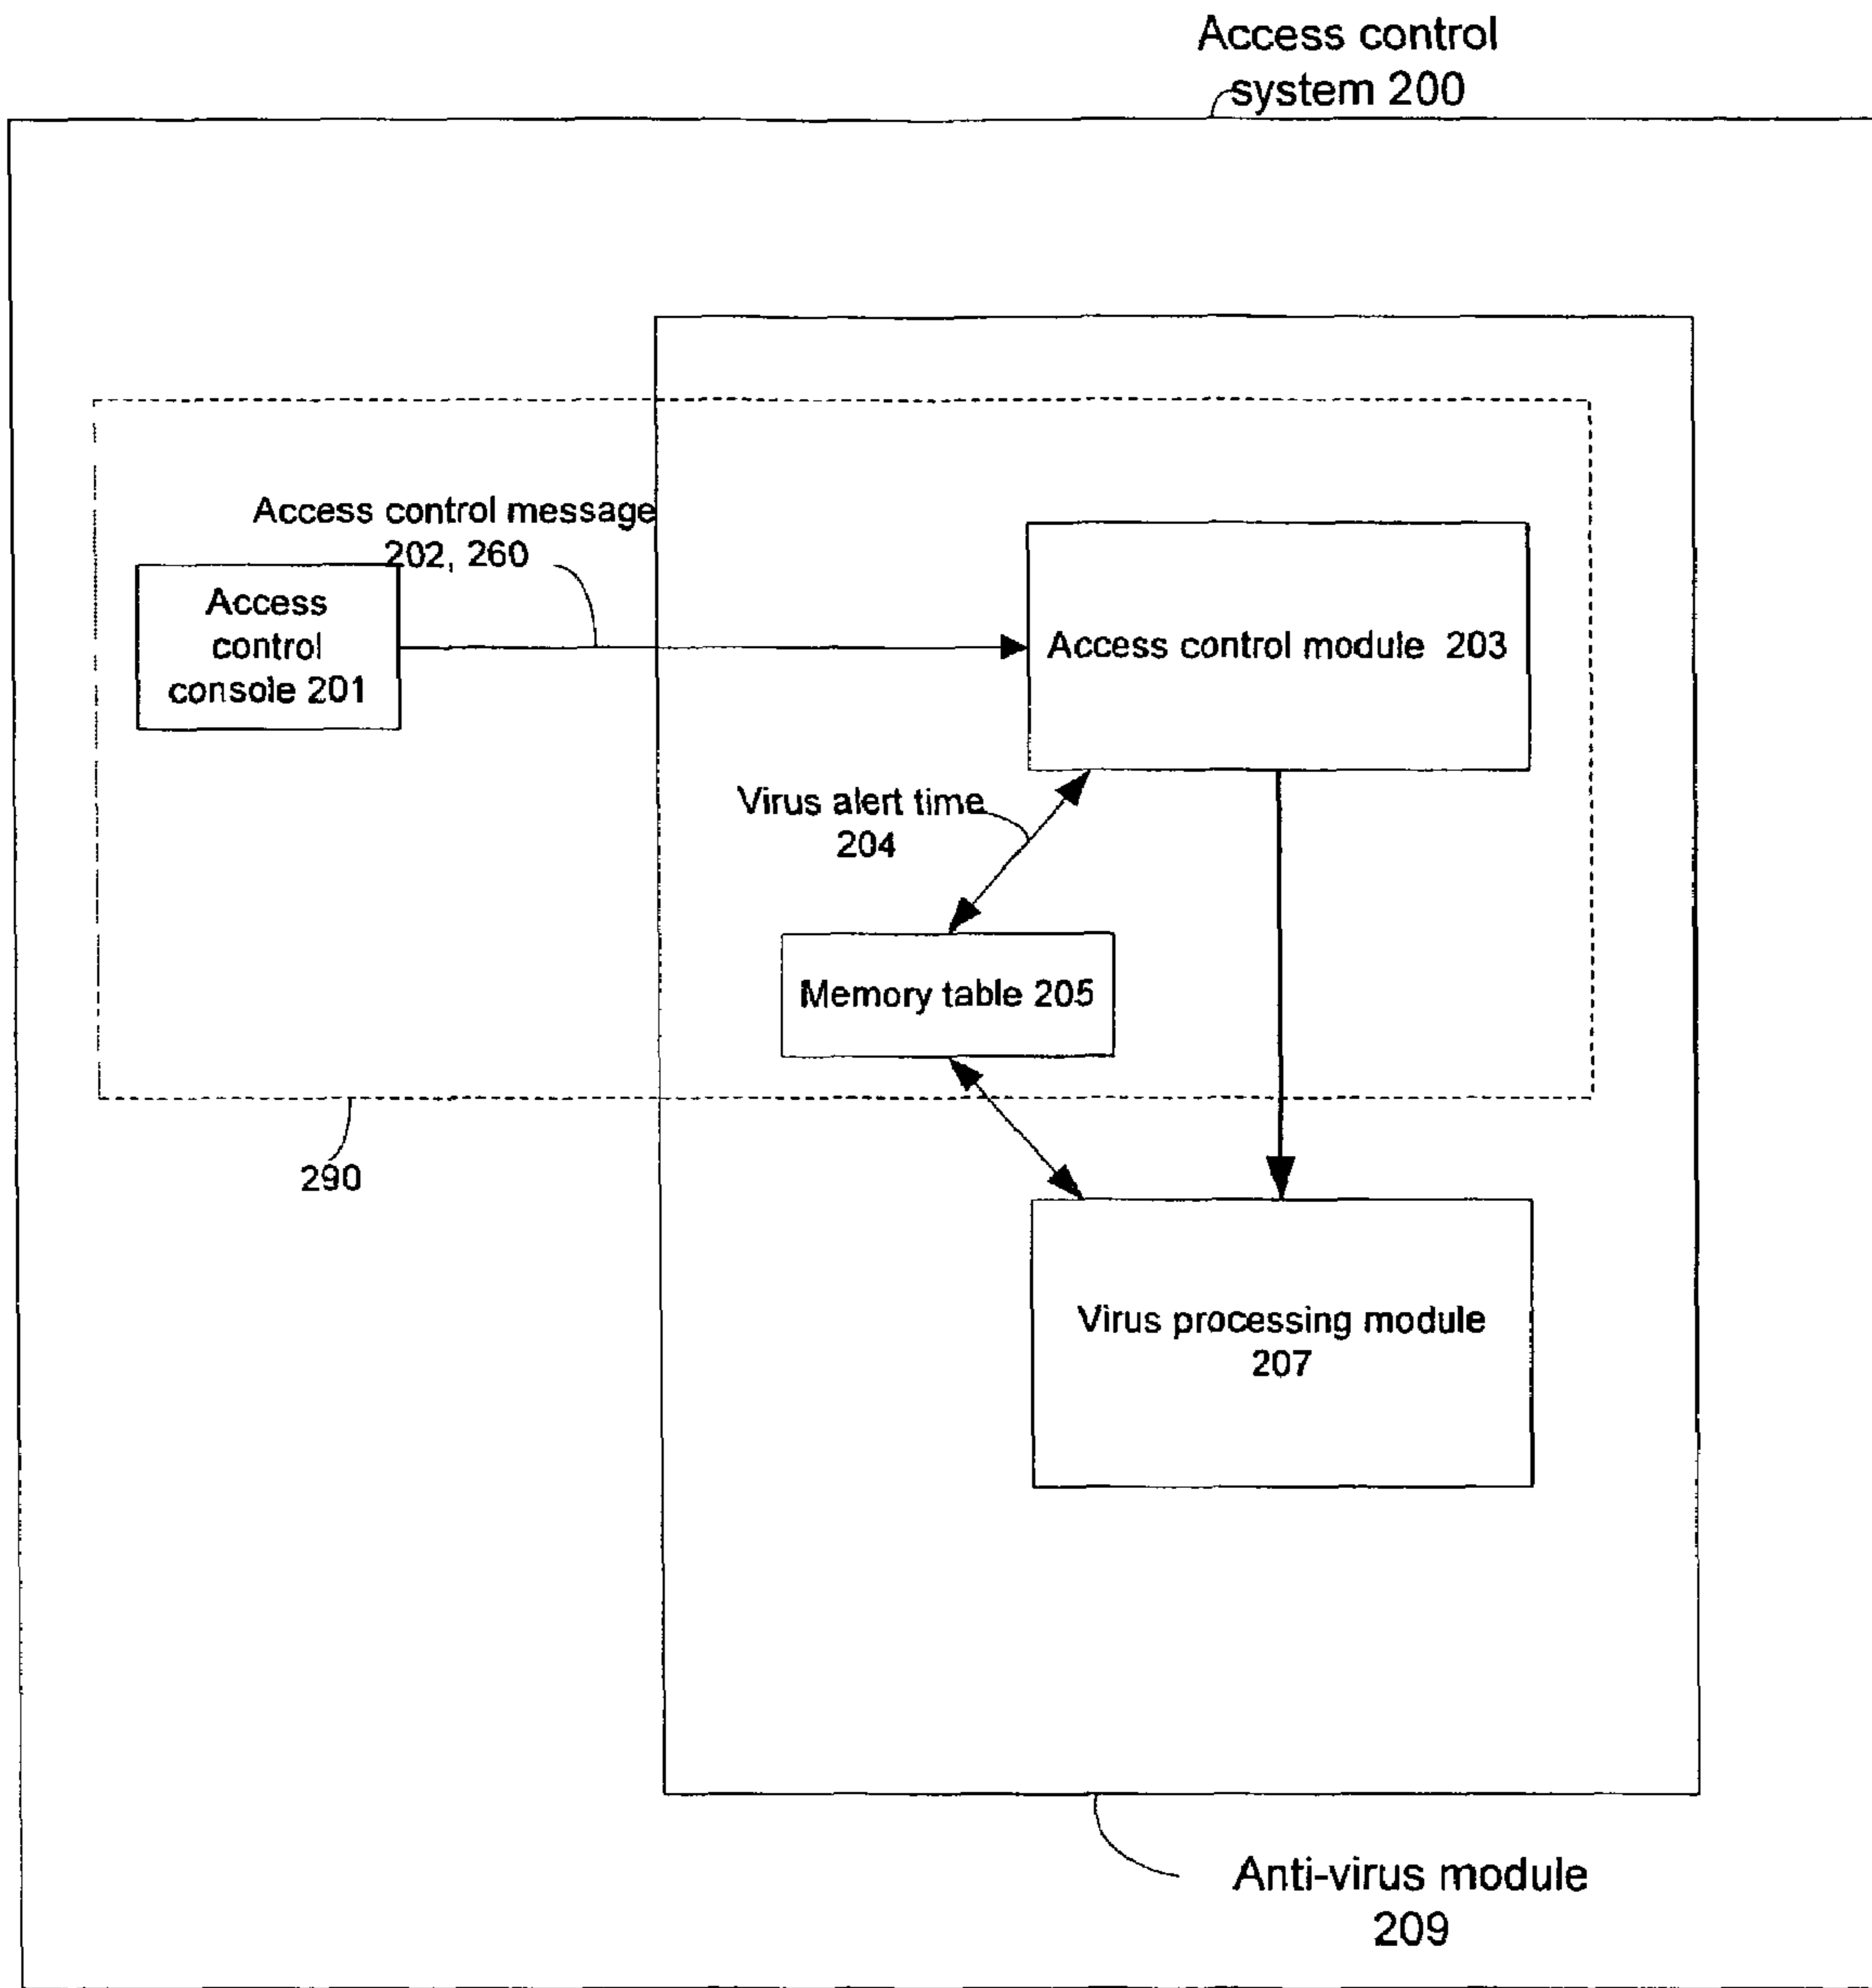 Access control
system 200
Access control message
202, 260
Access
control
console 201
Access control module 203
Virus alert time
204
Memory table 205
290
Virus processing module
207
Anti-virus module
209